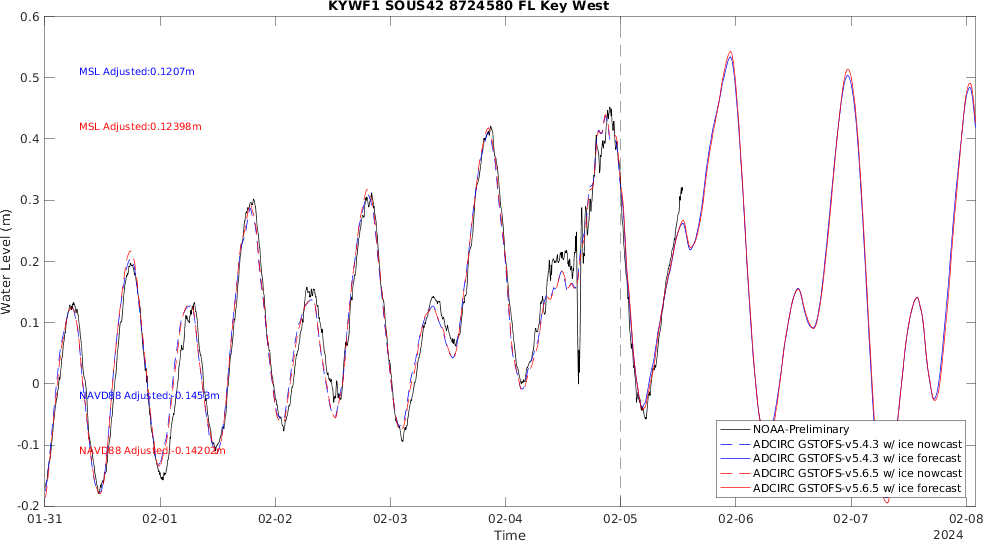 KYWF1 SOUS42 8724580 FL Key West
0.6
0.5
0.4
0.3
0.2
0.1
0
-0.1
-0.2
Water Level (m)
MSL Adjusted:0.1207m
MSL Adjusted:0.12398m
NAVD88 Adjusted:-0.1453m
NAVD88 Adjusted:-0.14202m
NOAA-Preliminary
ADCIRC GSTOFS-v5.4.3 w/ ice nowcast
ADCIRC GSTOFS-v5.4.3 w/ ice forecast
ADCIRC GSTOFS-v5.6.5 w/ ice nowcast
ADCIRC GSTOFS-v5.6.5 w/ ice forecast
01-31 02-01 02-02 02-03 02-04 02-05 02-06 02-07 02-08
Time
2024